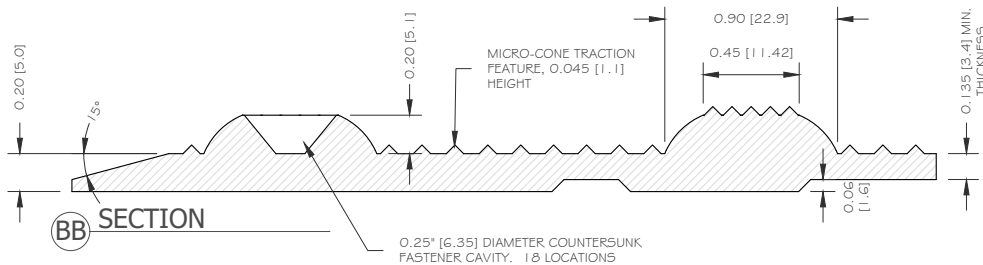 0.90 [22.9]
0.45 [11.42]
0.20 [5.1]
MICRO-CONE TRACTION
FEATURE, 0.045 [1.1]
HEIGHT
0.135 [3.4] MIN.
THICKNESS
0.20 [5.0]
15°
0.06
[1.6]
BB SECTION
0.25" [6.35] DIAMETER COUNTERSUNK
FASTENER CAVITY. 18 LOCATIONS